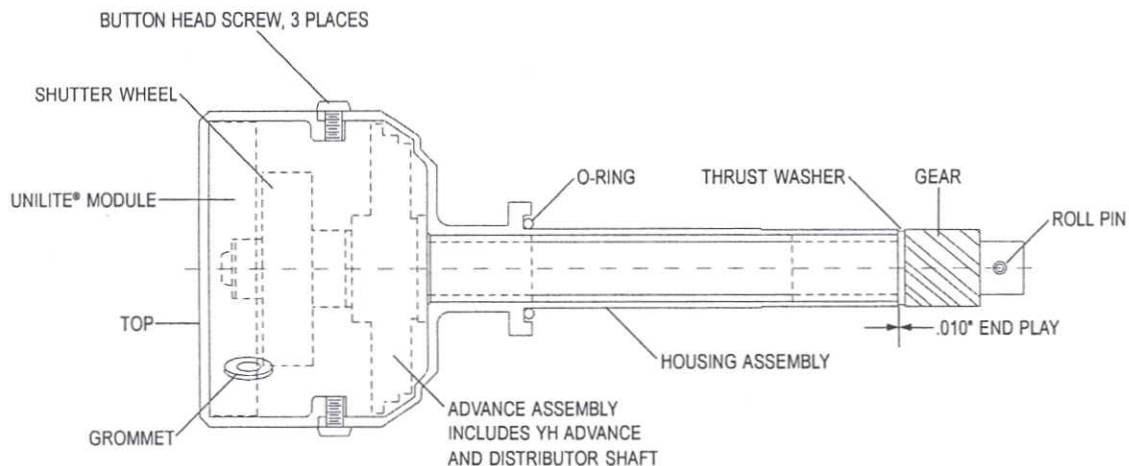 BUTTON HEAD SCREW, 3 PLACES
SHUTTER WHEEL
UNILITE® MODULE
O-RING
THRUST WASHER
GEAR
ROLL PIN
TOP
.010" END PLAY
HOUSING ASSEMBLY
GROMMET
ADVANCE ASSEMBLY
INCLUDES YH ADVANCE
AND DISTRIBUTOR SHAFT